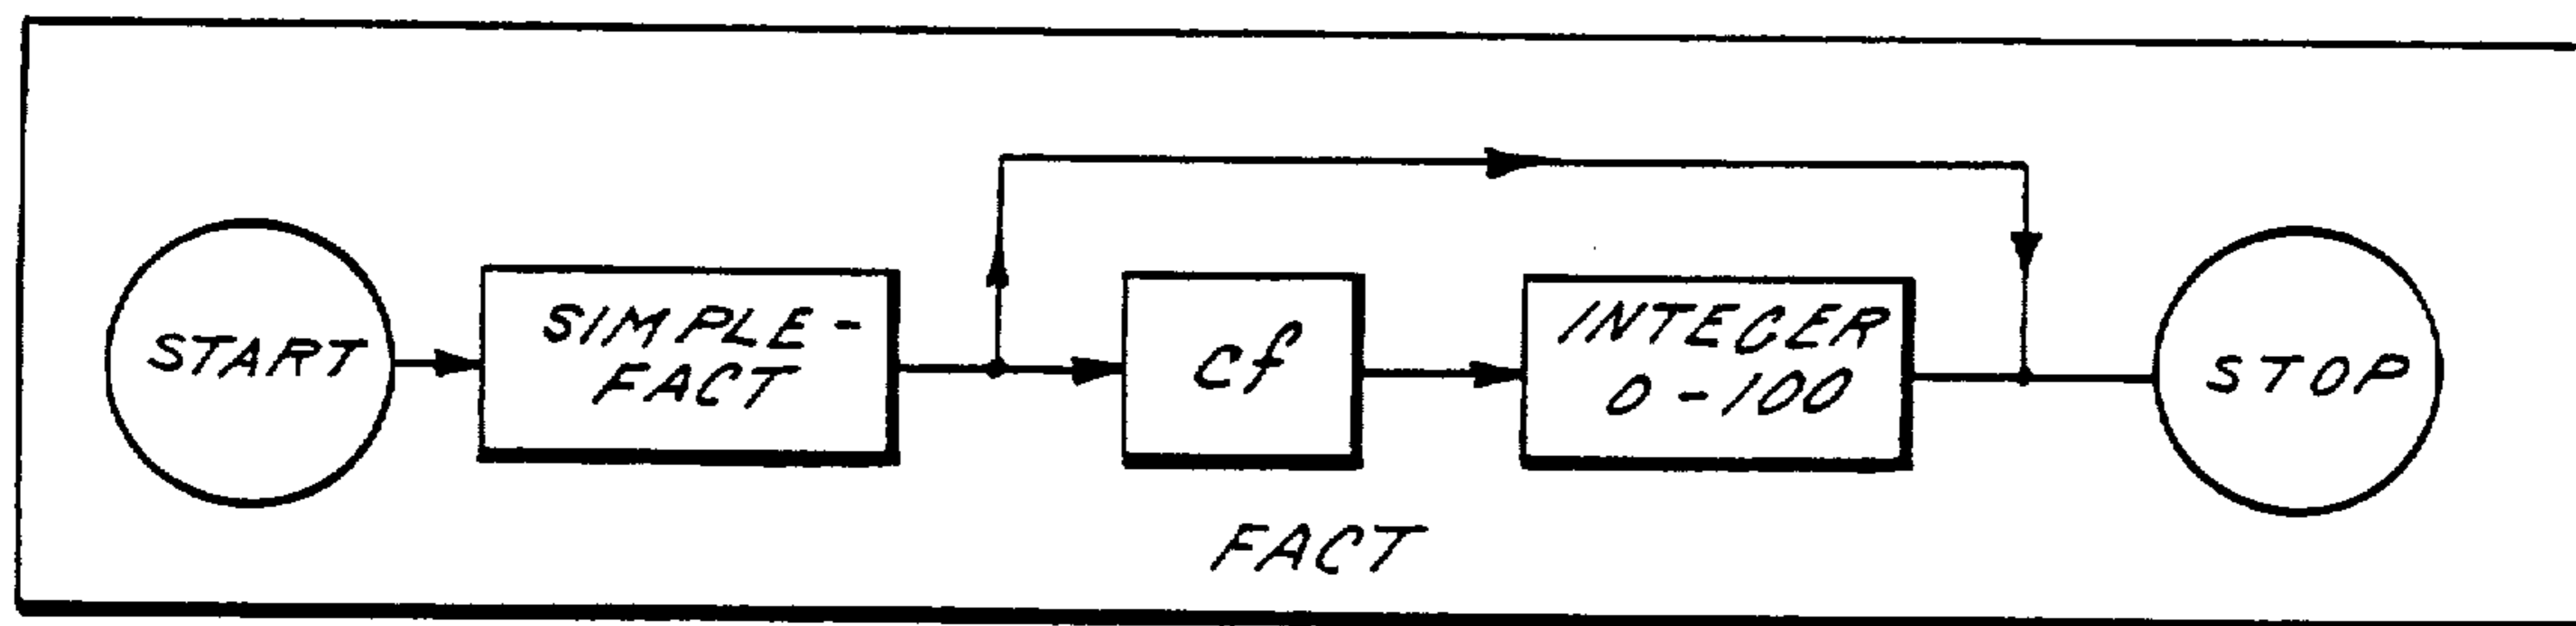 START
SIMPLE-
FACT
cf
INTEGER
0-100
STOP
FACT